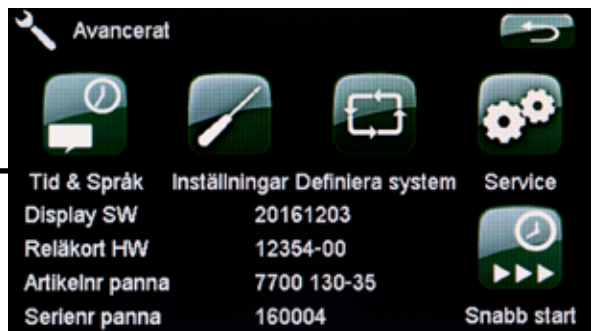 Avancerat
Tid & Språk Inställningar Definiera system Service
Display SW 20161203
Reläkort HW 12354-00
Artikelnr panna 7700 130-35
Serienr panna 160004
Snabb start